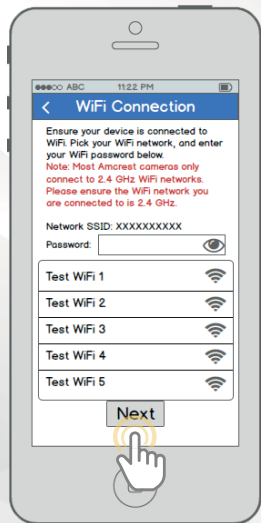 ABC 11:22 PM
< WiFi Connection
Ensure your device is connected to
WiFi. Pick your WiFi network, and enter
your WiFi password below.
Note: Most Amcrest cameras only
connect to 2.4 GHz WiFi networks.
Please ensure the WiFi network you
are connected to is 2.4 GHz.
Network SSID: XXXXXXXXXX
Password:
Test WiFi 1
Test WiFi 2
Test WiFi 3
Test WiFi 4
Test WiFi 5
Next